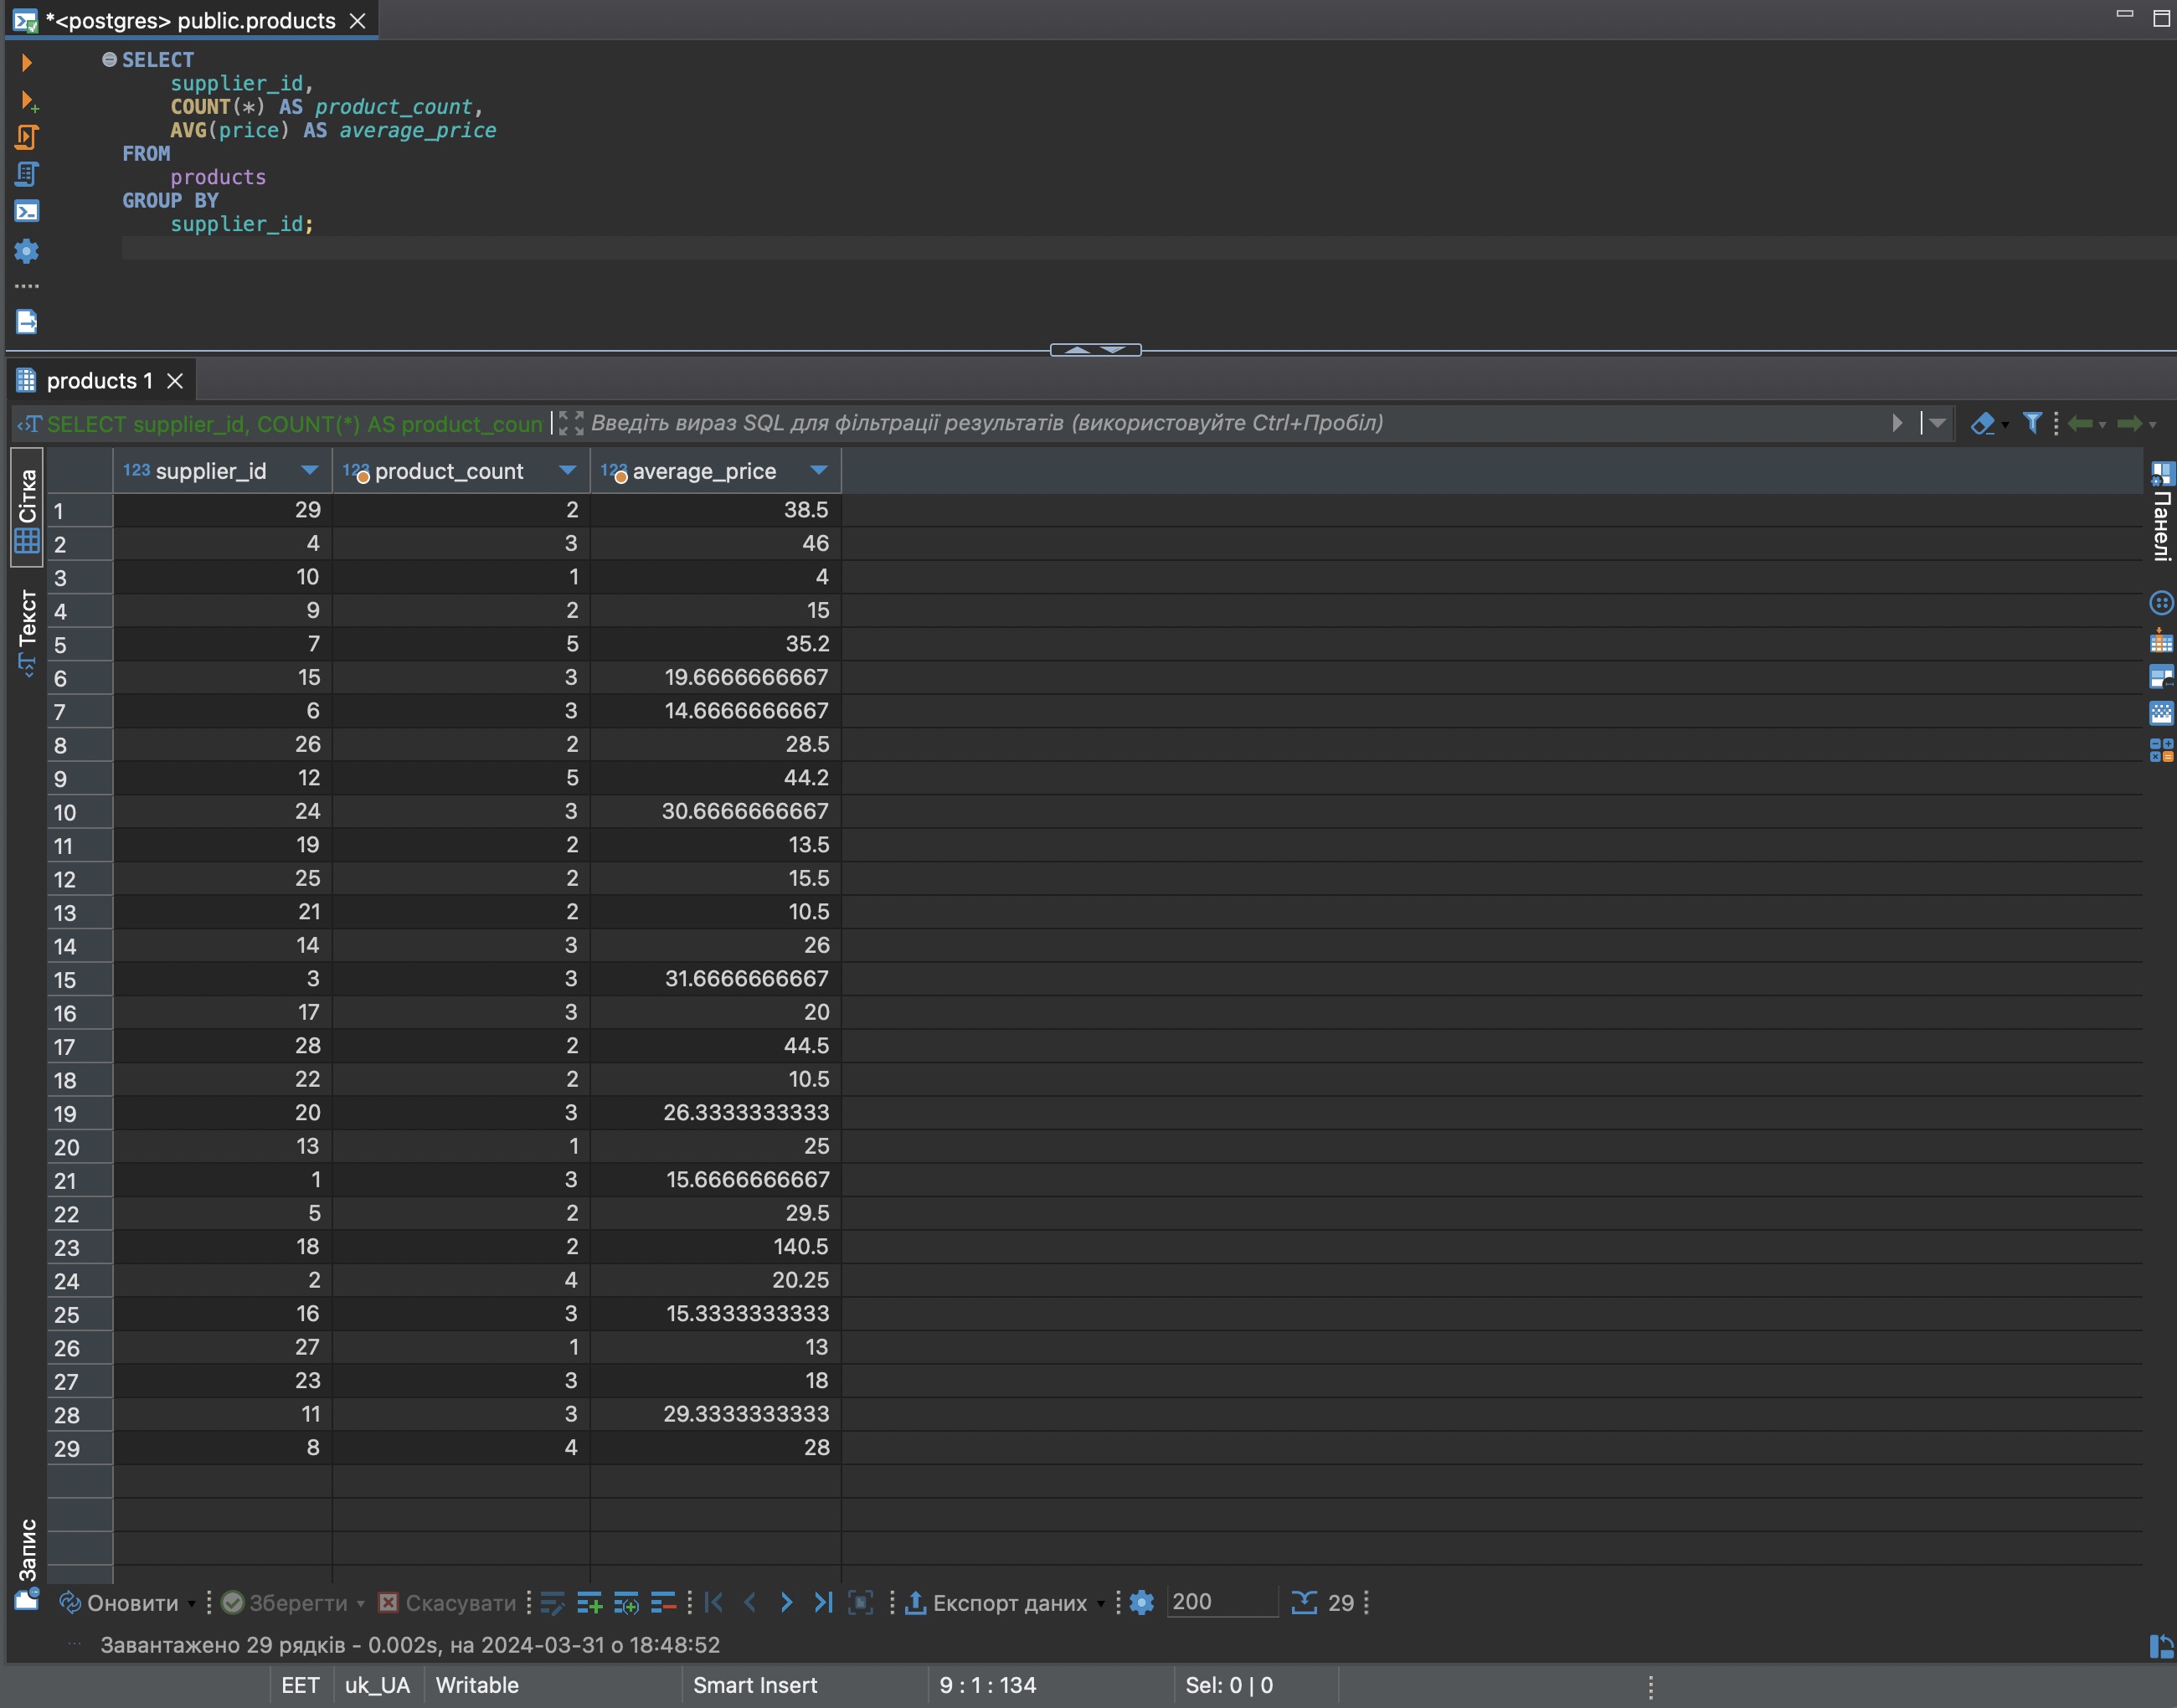 *<postgres> public.products
SELECT
supplier_id,
COUNT(*) AS product_count,
AVG(price) AS average_price
FROM
products
GROUP BY
supplier_id;
products 1
SELECT supplier_id, COUNT(*) AS product_coun
Введіть вираз SQL для фільтрації результатів (використовуйте Ctrl+Пробіл)
Сітка
Текст
Запис
Панелі
123 supplier_id 123 product_count 123 average_price
1 29 2 38.5
2 4 3 46
3 10 1 4
4 9 2 15
5 7 5 35.2
6 15 3 19.6666666667
7 6 3 14.6666666667
8 26 2 28.5
9 12 5 44.2
10 24 3 30.6666666667
11 19 2 13.5
12 25 2 15.5
13 21 2 10.5
14 14 3 26
15 3 3 31.6666666667
16 17 3 20
17 28 2 44.5
18 22 2 10.5
19 20 3 26.3333333333
20 13 1 25
21 1 3 15.6666666667
22 5 2 29.5
23 18 2 140.5
24 2 4 20.25
25 16 3 15.3333333333
26 27 1 13
27 23 3 18
28 11 3 29.3333333333
29 8 4 28
Оновити Зберегти Скасувати Експорт даних 200 29
Завантажено 29 рядків - 0.002s, на 2024-03-31 о 18:48:52
EET uk_UA Writable Smart Insert 9 : 1 : 134 Sel: 0 | 0